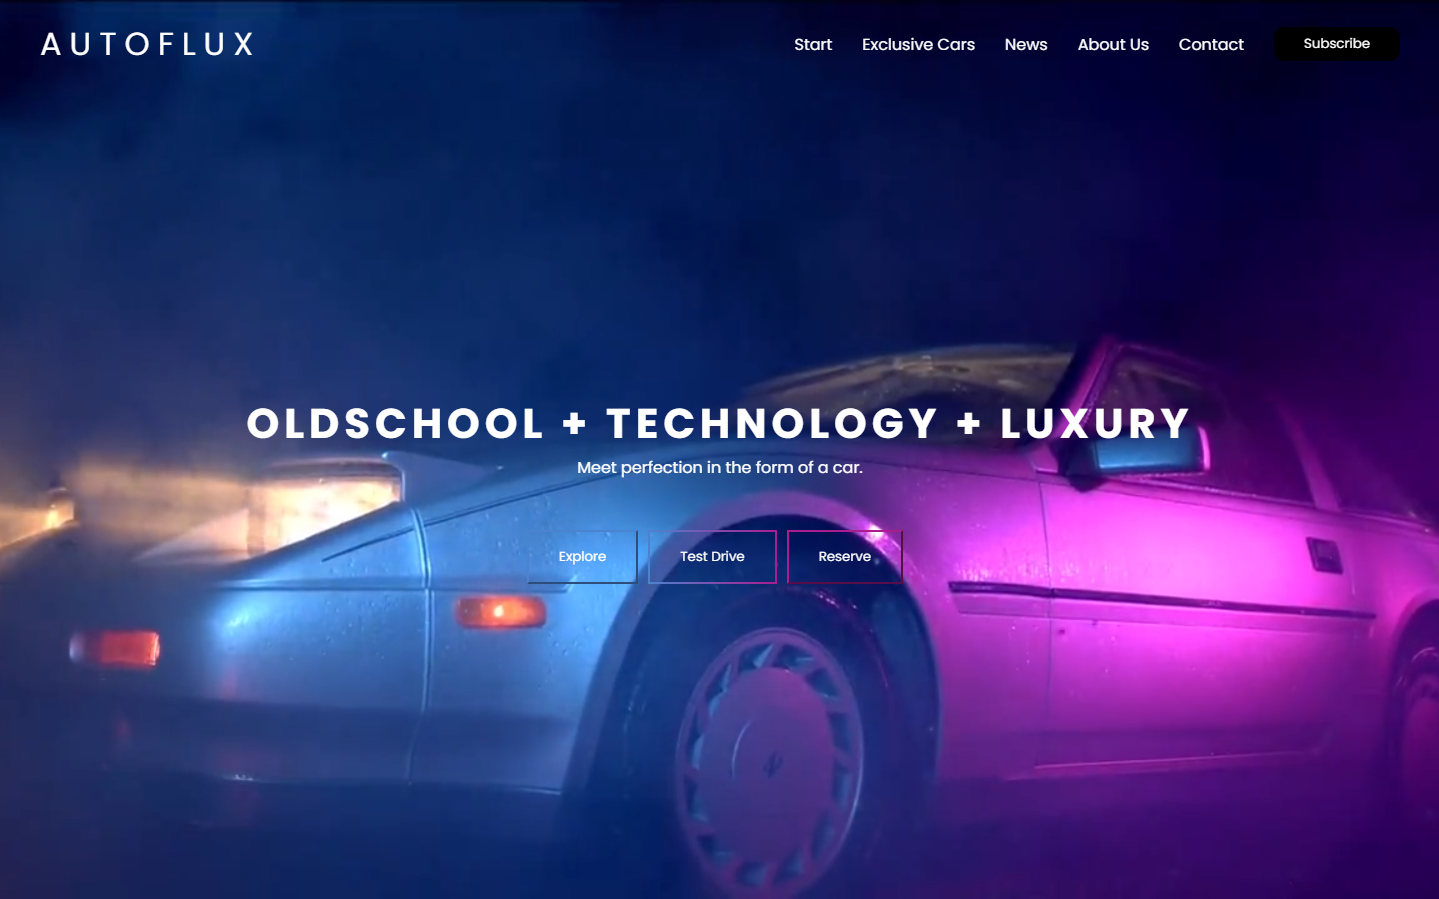 AUTOFLUX
Start Exclusive Cars News About Us Contact Subscribe
OLDSCHOOL + TECHNOLOGY + LUXURY
Meet perfection in the form of a car.
Explore Test Drive Reserve